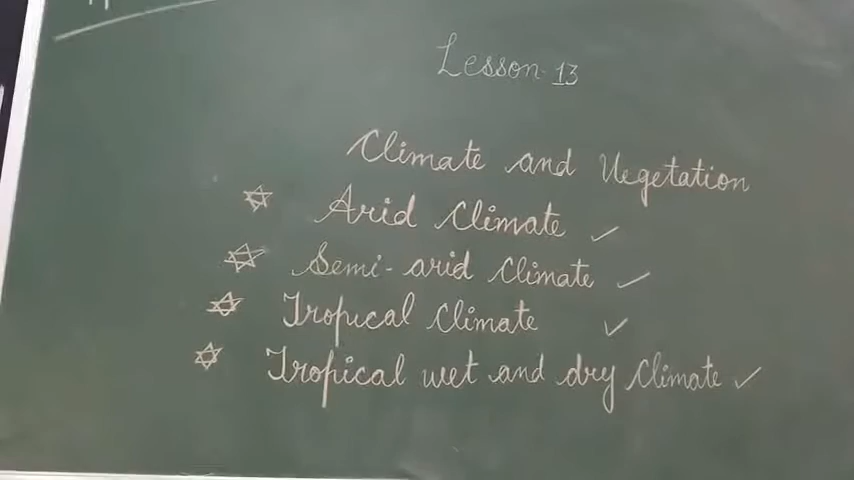 Lesson-13
Climate and Vegetation
Arid Climate ✓
Semi-arid Climate ✓
Tropical Climate ✓
Tropical wet and dry Climate ✓